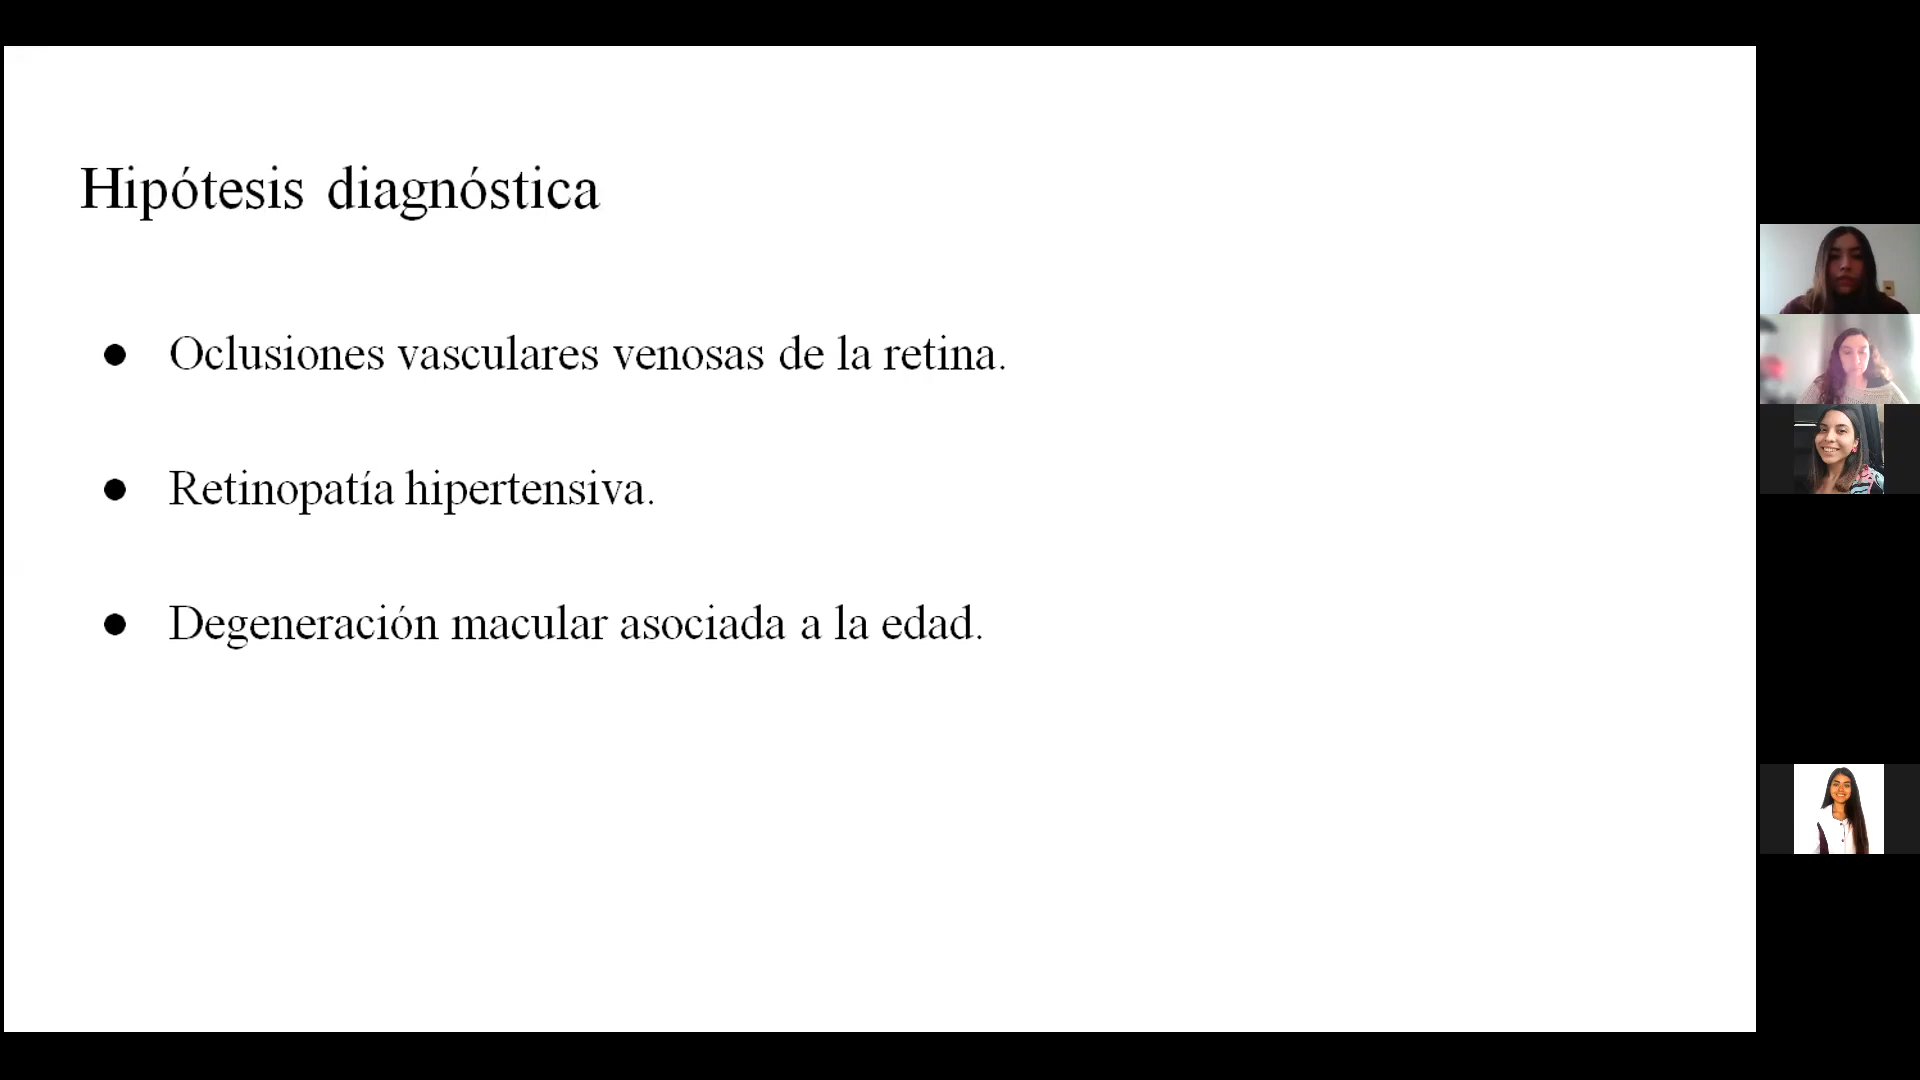 Hipótesis diagnóstica
● Oclusiones vasculares venosas de la retina.
● Retinopatía hipertensiva.
● Degeneración macular asociada a la edad.